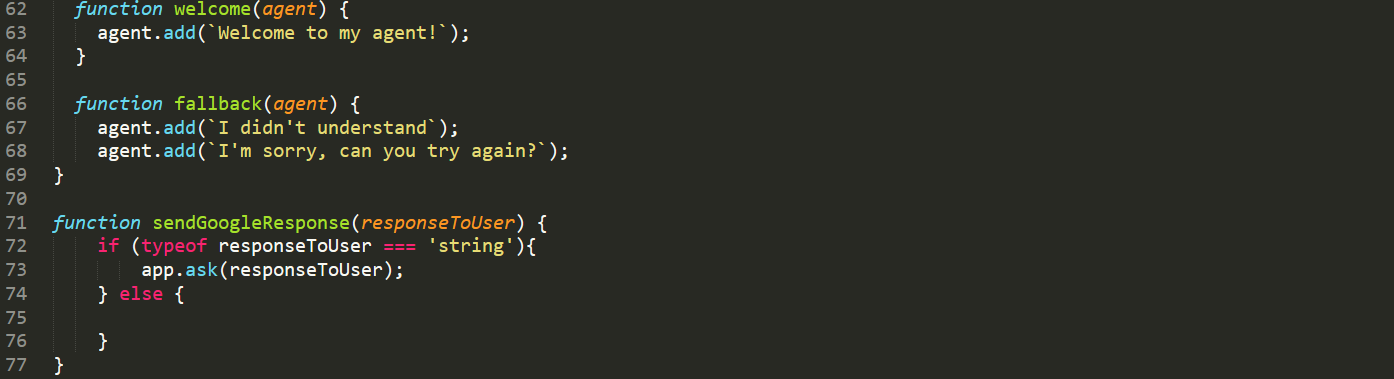 62 function welcome(agent) {
63 agent.add(`Welcome to my agent!`);
64 }
65
66 function fallback(agent) {
67 agent.add(`I didn't understand`);
68 agent.add(`I'm sorry, can you try again?`);
69 }
70
71 function sendGoogleResponse(responseToUser) {
72 if (typeof responseToUser === 'string'){
73 app.ask(responseToUser);
74 } else {
75
76 }
77 }